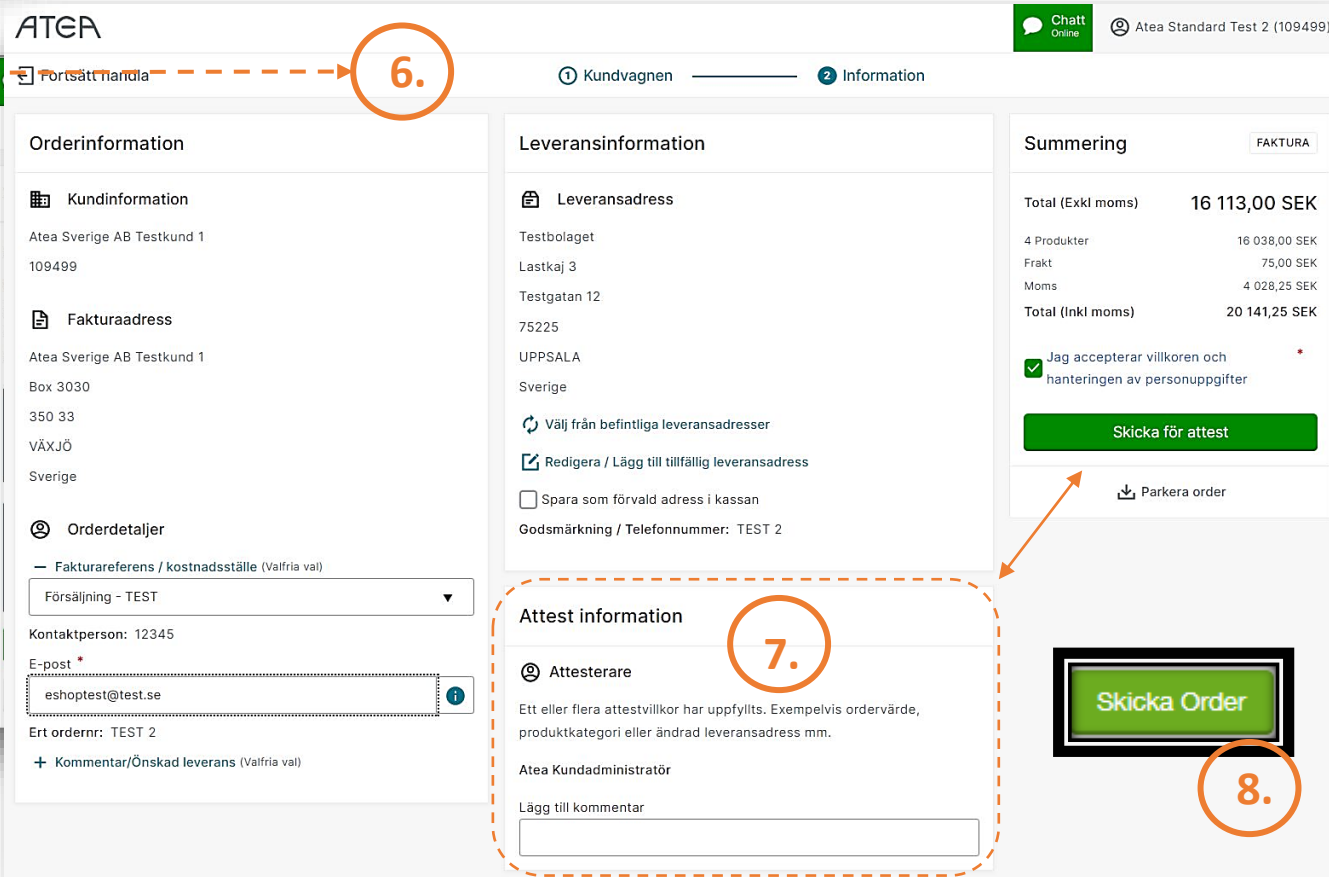 ATEA
Chatt
Online
Atea Standard Test 2 (109499)
Fortsätt handla
6.
1 Kundvagnen
2 Information
Orderinformation
Kundinformation
Atea Sverige AB Testkund 1
109499
Fakturaadress
Atea Sverige AB Testkund 1
Box 3030
350 33
VÄXJÖ
Sverige
Orderdetaljer
Fakturareferens / kostnadsställe (Valfria val)
Försäljning - TEST
Kontaktperson: 12345
E-post *
eshoptest@test.se
Ert ordernr: TEST 2
+ Kommentar/Önskad leverans (Valfria val)
Leveransinformation
Leveransadress
Testbolaget
Lastkaj 3
Testgatan 12
75225
UPPSALA
Sverige
Välj från befintliga leveransadresser
Redigera / Lägg till tillfällig leveransadress
Spara som förvald adress i kassan
Godsmärkning / Telefonnummer: TEST 2
Attest information
7.
Attesterare
Ett eller flera attestvillkor har uppfyllts. Exempelvis ordervärde,
produktkategori eller ändrad leveransadress mm.
Atea Kundadministratör
Lägg till kommentar
Summering
FAKTURA
Total (Exkl moms) 16 113,00 SEK
4 Produkter 16 038,00 SEK
Frakt 75,00 SEK
Moms 4 028,25 SEK
Total (Inkl moms) 20 141,25 SEK
Jag accepterar villkoren och *
hanteringen av personuppgifter
Skicka för attest
Parkera order
Skicka Order
8.